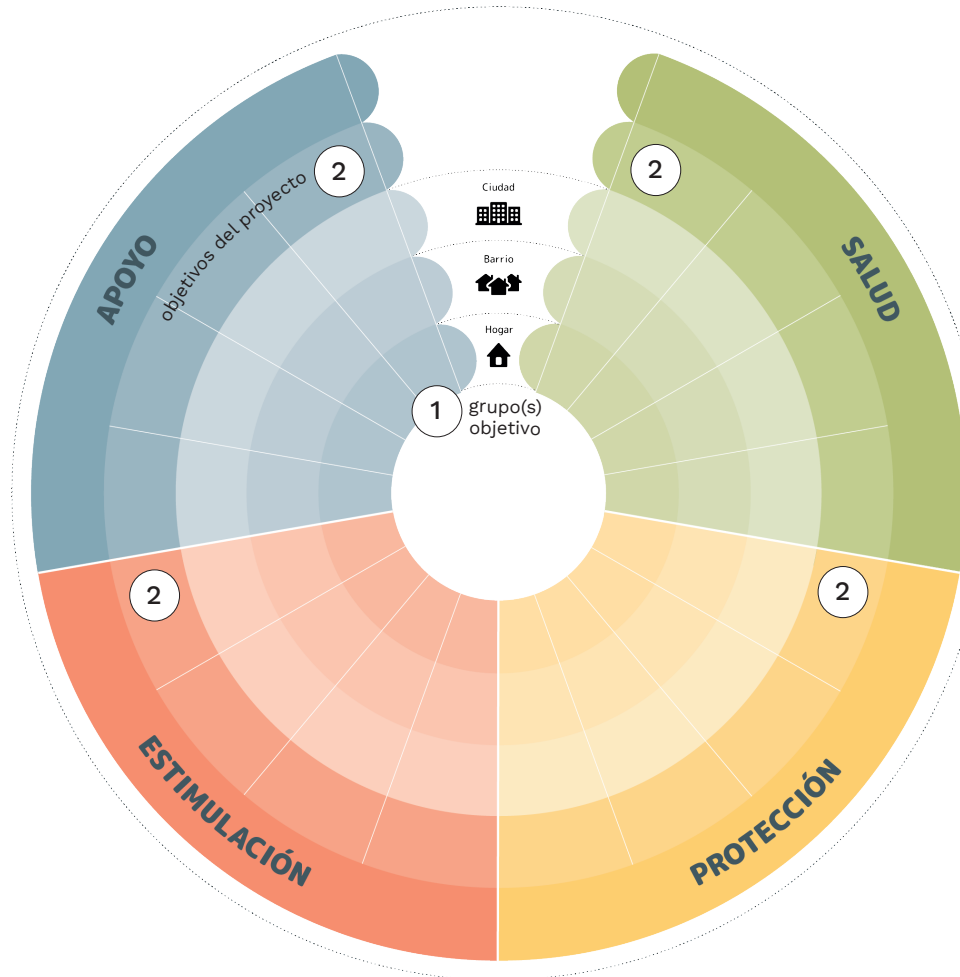 2
2
objetivos del proyecto
Ciudad
APOYO
SALUD
Barrio
Hogar
1
grupo(s)
objetivo
2
2
ESTIMULACIÓN
PROTECCIÓN